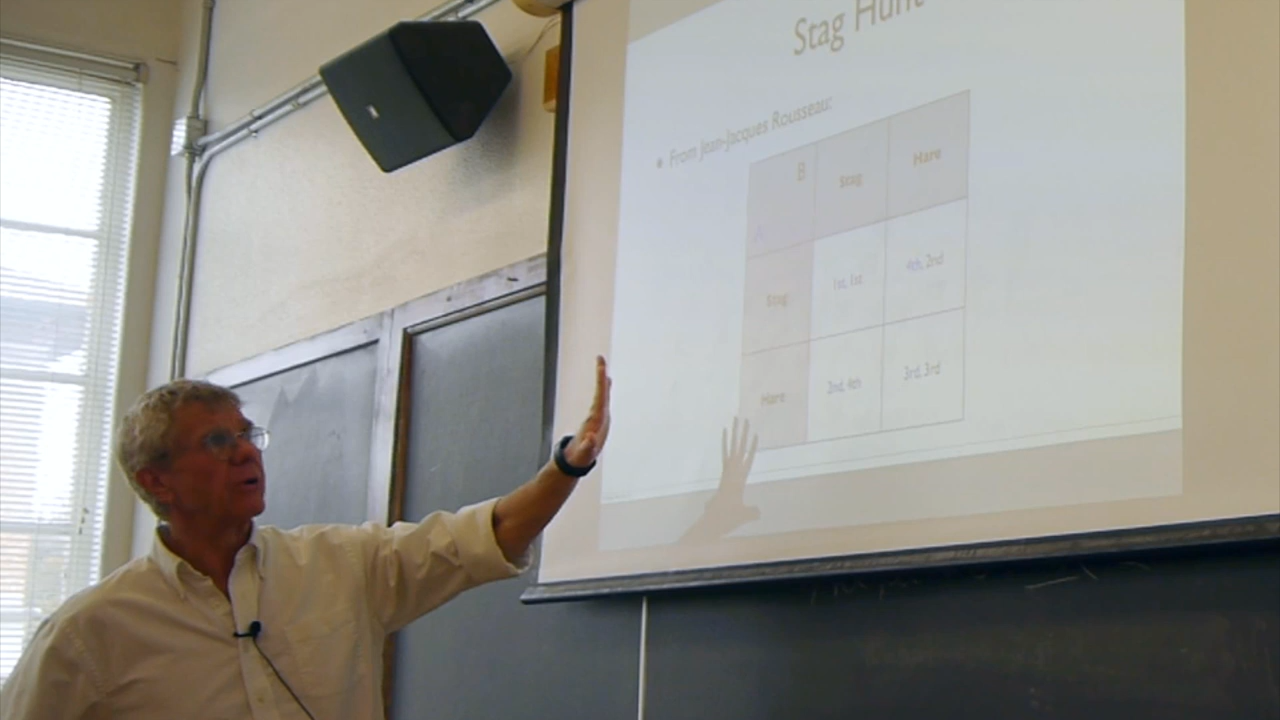 Stag Hunt
• From Jean-Jacques Rousseau:
B Stag Hare
A
Stag 1st, 1st 4th, 2nd
Hare 2nd, 4th 3rd, 3rd